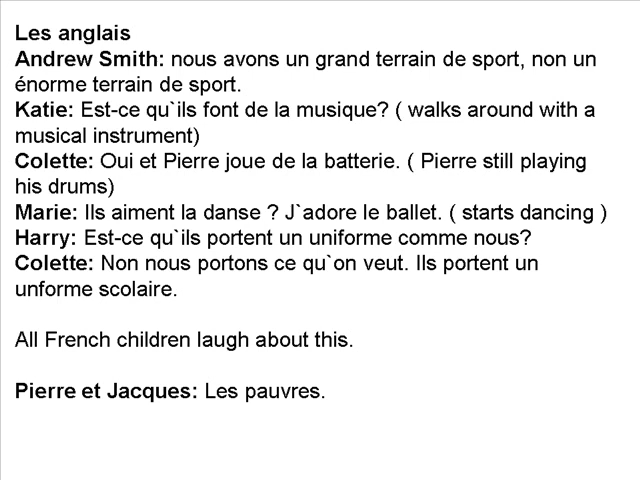 Les anglais
Andrew Smith: nous avons un grand terrain de sport, non un
énorme terrain de sport.
Katie: Est-ce qu`ils font de la musique? ( walks around with a
musical instrument)
Colette: Oui et Pierre joue de la batterie. ( Pierre still playing
his drums)
Marie: Ils aiment la danse ? J`adore le ballet. ( starts dancing )
Harry: Est-ce qu`ils portent un uniforme comme nous?
Colette: Non nous portons ce qu`on veut. Ils portent un
unforme scolaire.
All French children laugh about this.
Pierre et Jacques: Les pauvres.